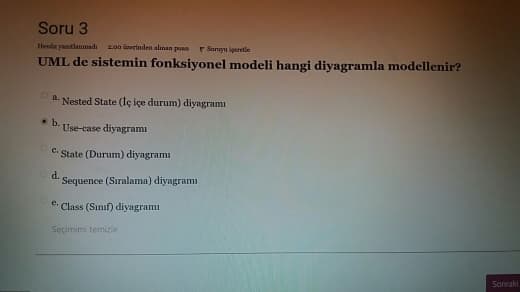 Soru 3
Henüz yanıtlanmadı 2,00 üzerinden alınan puan Soruyu işaretle
UML de sistemin fonksiyonel modeli hangi diyagramla modellenir?
a. Nested State (İç içe durum) diyagramı
b. Use-case diyagramı
c. State (Durum) diyagramı
d. Sequence (Sıralama) diyagramı
e. Class (Sınıf) diyagramı
Seçimimi temizle
Sonraki